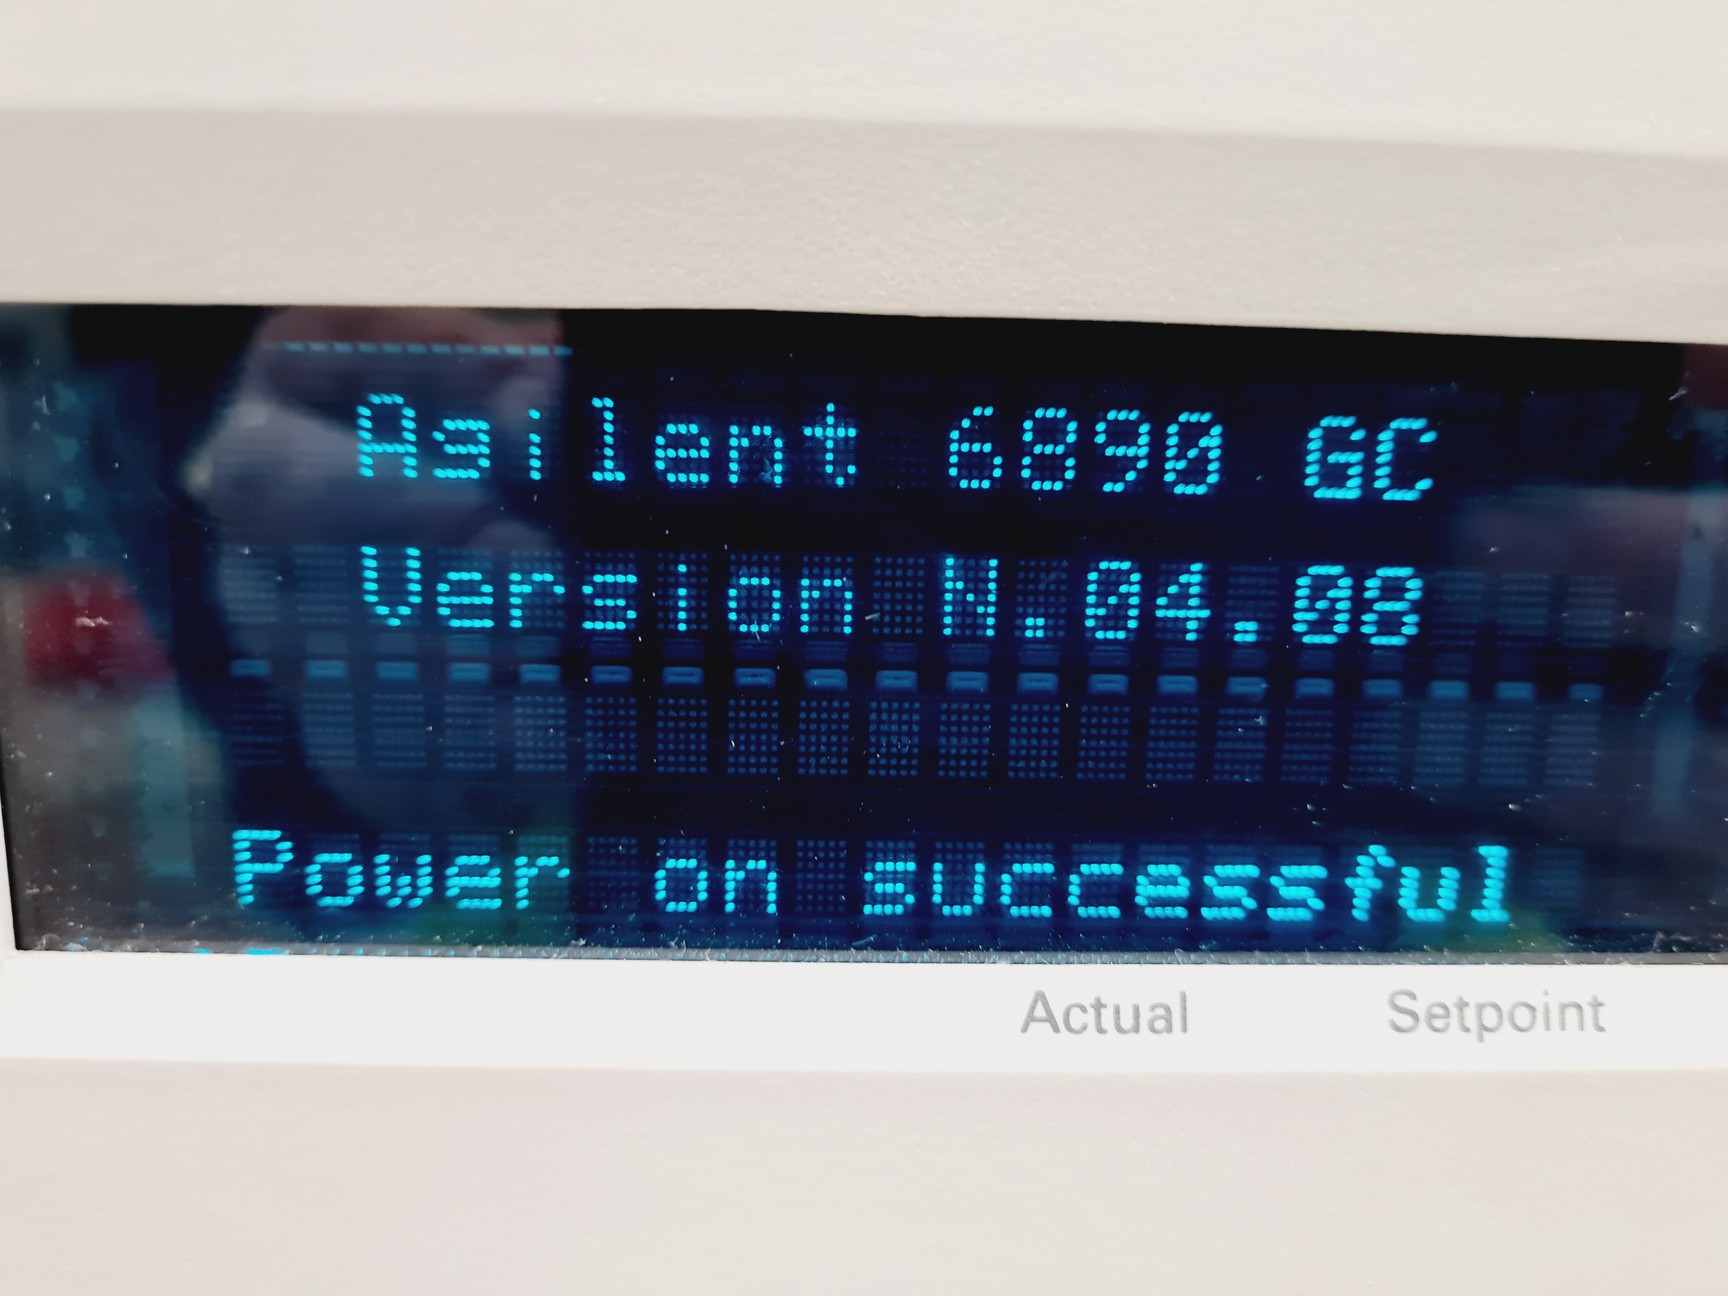 Agilent 6890 GC
Version N.04.08
Power on successful
Actual Setpoint